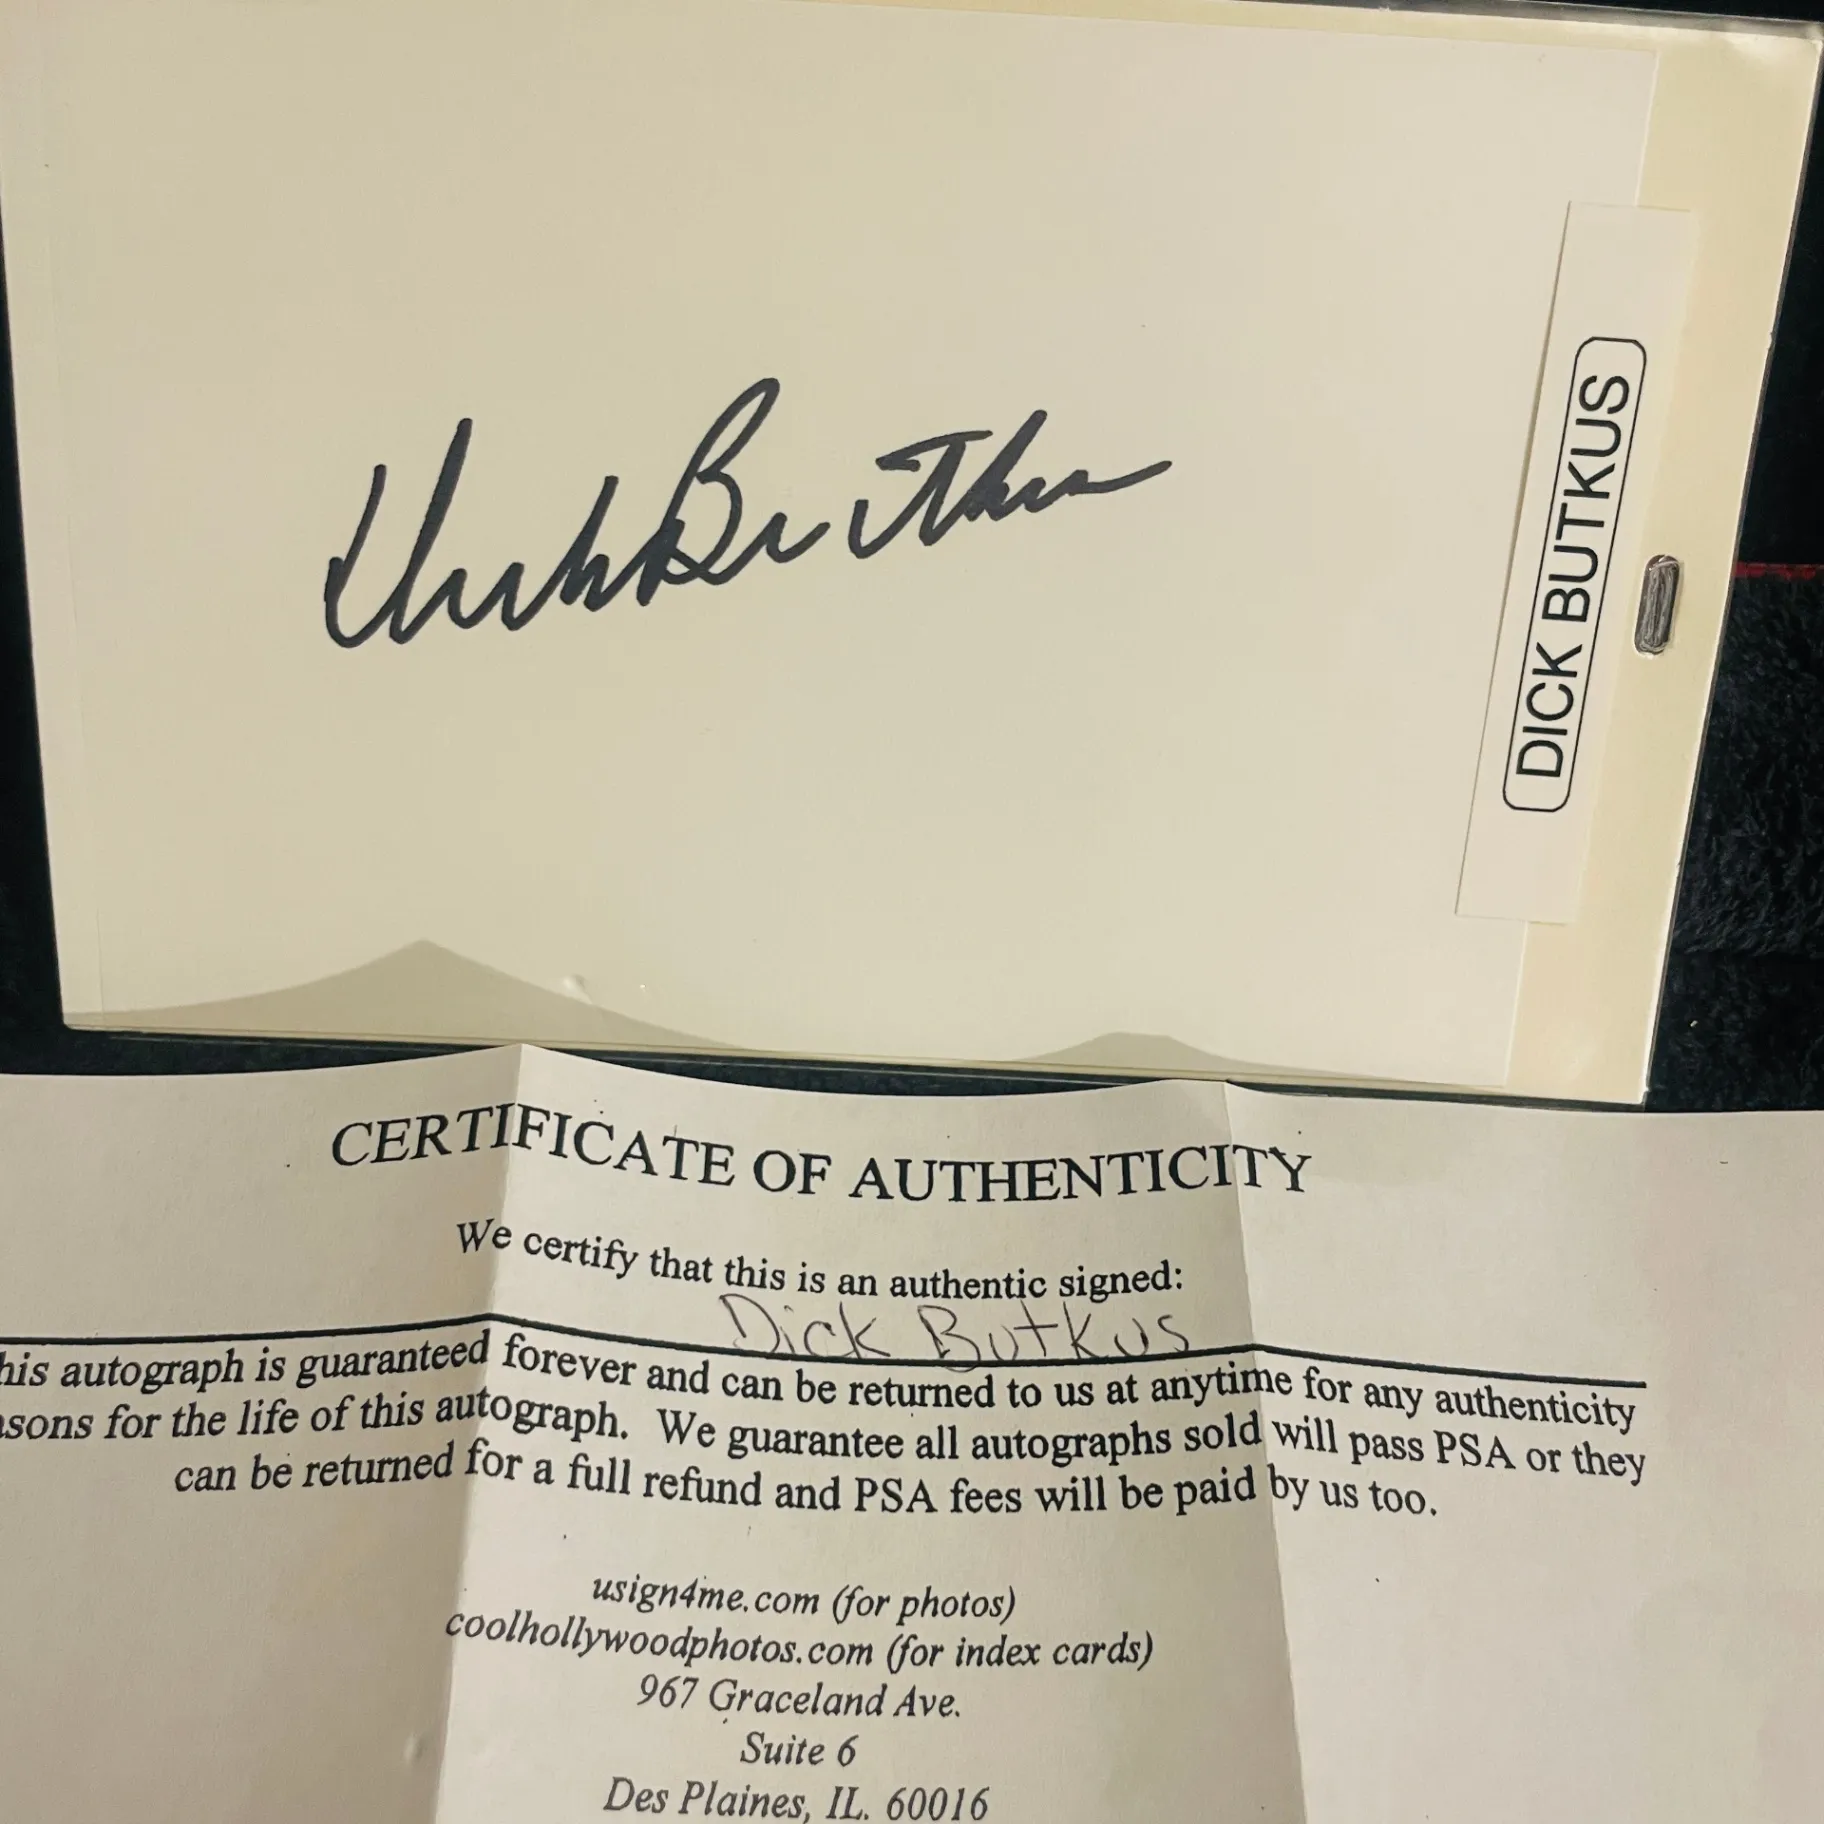 Dick Butkus
DICK BUTKUS
CERTIFICATE OF AUTHENTICITY
We certify that this is an authentic signed:
Dick Butkus
his autograph is guaranteed forever and can be returned to us at anytime for any authenticity
sons for the life of this autograph. We guarantee all autographs sold will pass PSA or they
can be returned for a full refund and PSA fees will be paid by us too.
usign4me.com (for photos)
coolhollywoodphotos.com (for index cards)
967 Graceland Ave.
Suite 6
Des Plaines, IL. 60016